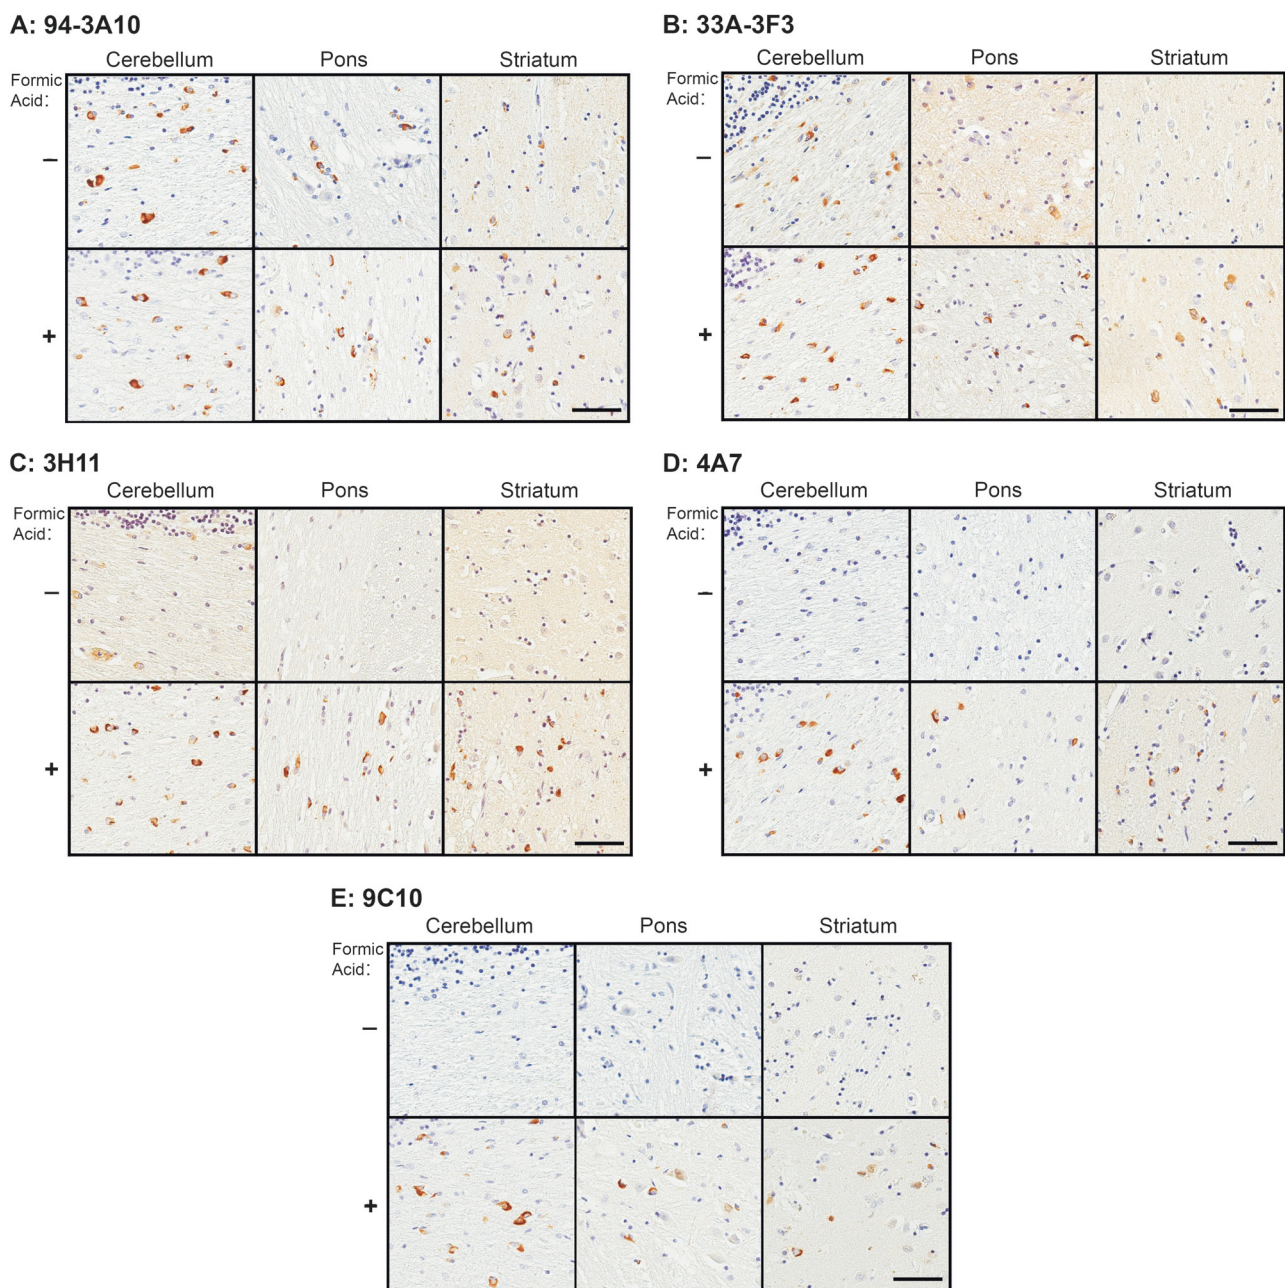 A: 94-3A10
Cerebellum Pons Striatum
Formic
Acid:
–
+
B: 33A-3F3
Cerebellum Pons Striatum
Formic
Acid:
–
+
C: 3H11
Cerebellum Pons Striatum
Formic
Acid:
–
+
D: 4A7
Cerebellum Pons Striatum
Formic
Acid:
–
+
E: 9C10
Cerebellum Pons Striatum
Formic
Acid:
–
+